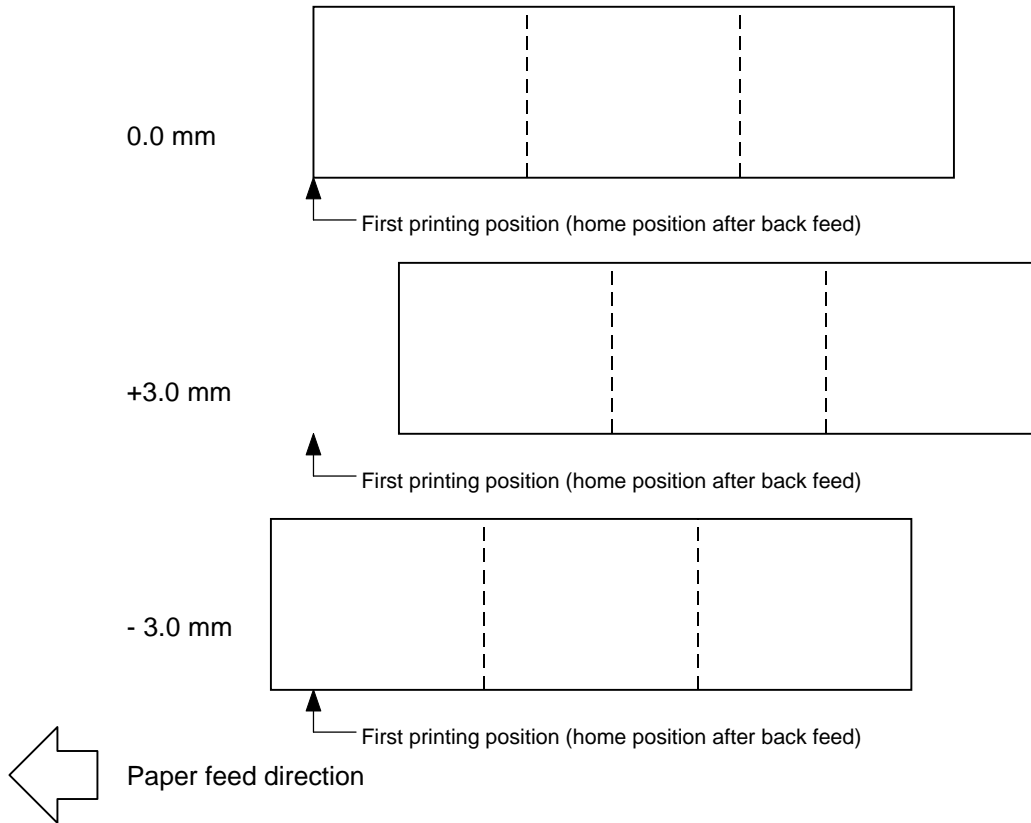 0.0 mm
First printing position (home position after back feed)
+3.0 mm
First printing position (home position after back feed)
- 3.0 mm
First printing position (home position after back feed)
Paper feed direction